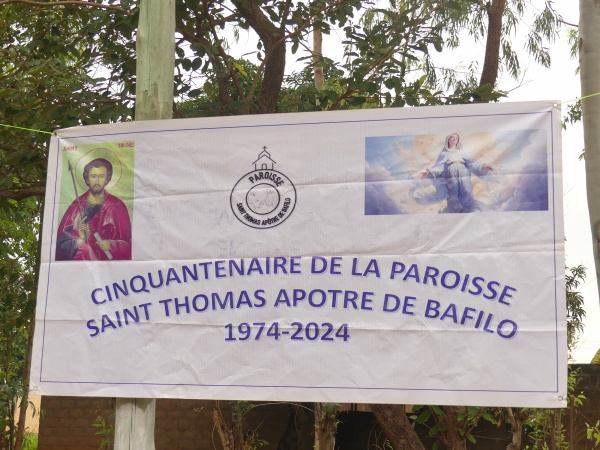 PAROISSE
SAINT THOMAS APÔTRE DE BAFILO
CINQUANTENAIRE DE LA PAROISSE
SAINT THOMAS APOTRE DE BAFILO
1974-2024